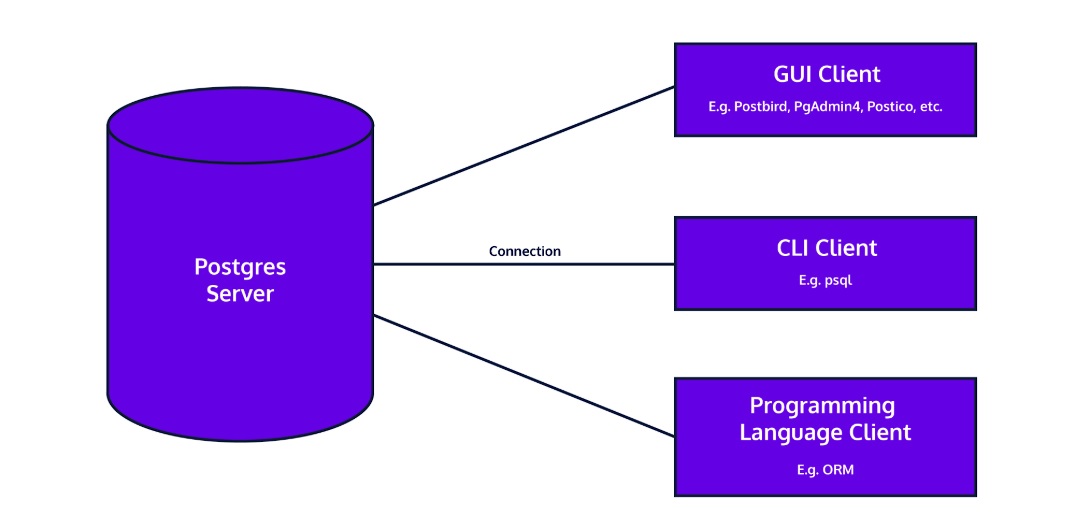 GUI Client
E.g. Postbird, PgAdmin4, Postico, etc.
Connection
CLI Client
E.g. psql
Postgres
Server
Programming
Language Client
E.g. ORM